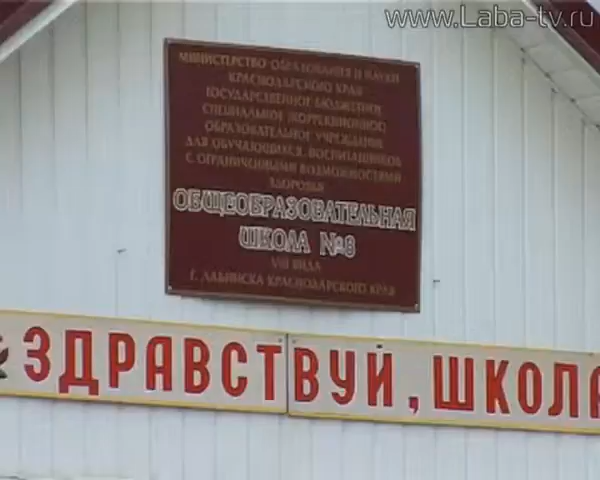 www.Laba-tv.ru
МИНИСТЕРСТВО ОБРАЗОВАНИЯ И НАУКИ
КРАСНОДАРСКОГО КРАЯ
ГОСУДАРСТВЕННОЕ БЮДЖЕТНОЕ
СПЕЦИАЛЬНОЕ (КОРРЕКЦИОННОЕ)
ОБРАЗОВАТЕЛЬНОЕ УЧРЕЖДЕНИЕ
ДЛЯ ОБУЧАЮЩИХСЯ, ВОСПИТАННИКОВ
С ОГРАНИЧЕННЫМИ ВОЗМОЖНОСТЯМИ
ЗДОРОВЬЯ
ОБЩЕОБРАЗОВАТЕЛЬНАЯ
ШКОЛА №8
VIII ВИДА
Г. ЛАБИНСКА КРАСНОДАРСКОГО КРАЯ
ЗДРАВСТВУЙ, ШКОЛА